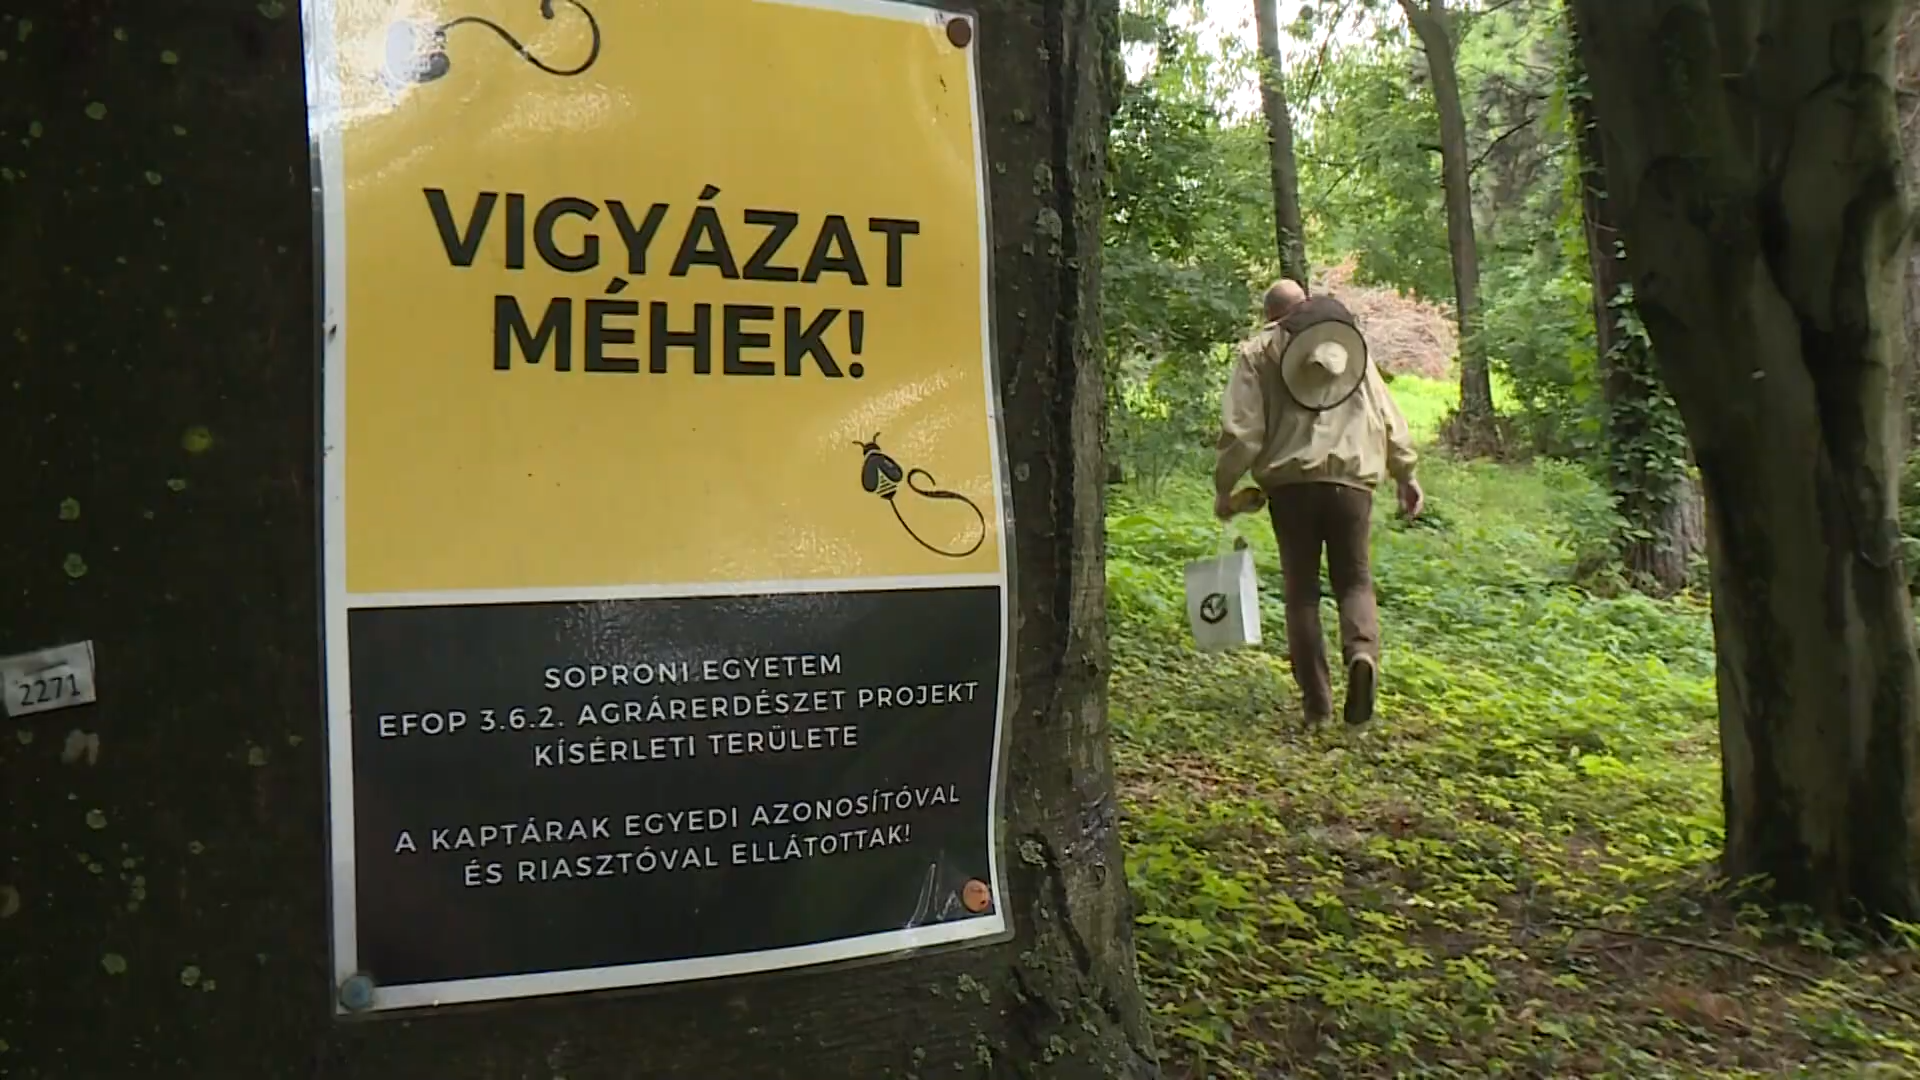 VIGYÁZAT
MÉHEK!
SOPRONI EGYETEM
EFOP 3.6.2. AGRÁRERDÉSZET PROJEKT
KÍSÉRLETI TERÜLETE
A KAPTÁRAK EGYEDI AZONOSÍTÓVAL
ÉS RIASZTÓVAL ELLÁTOTTAK!
2271